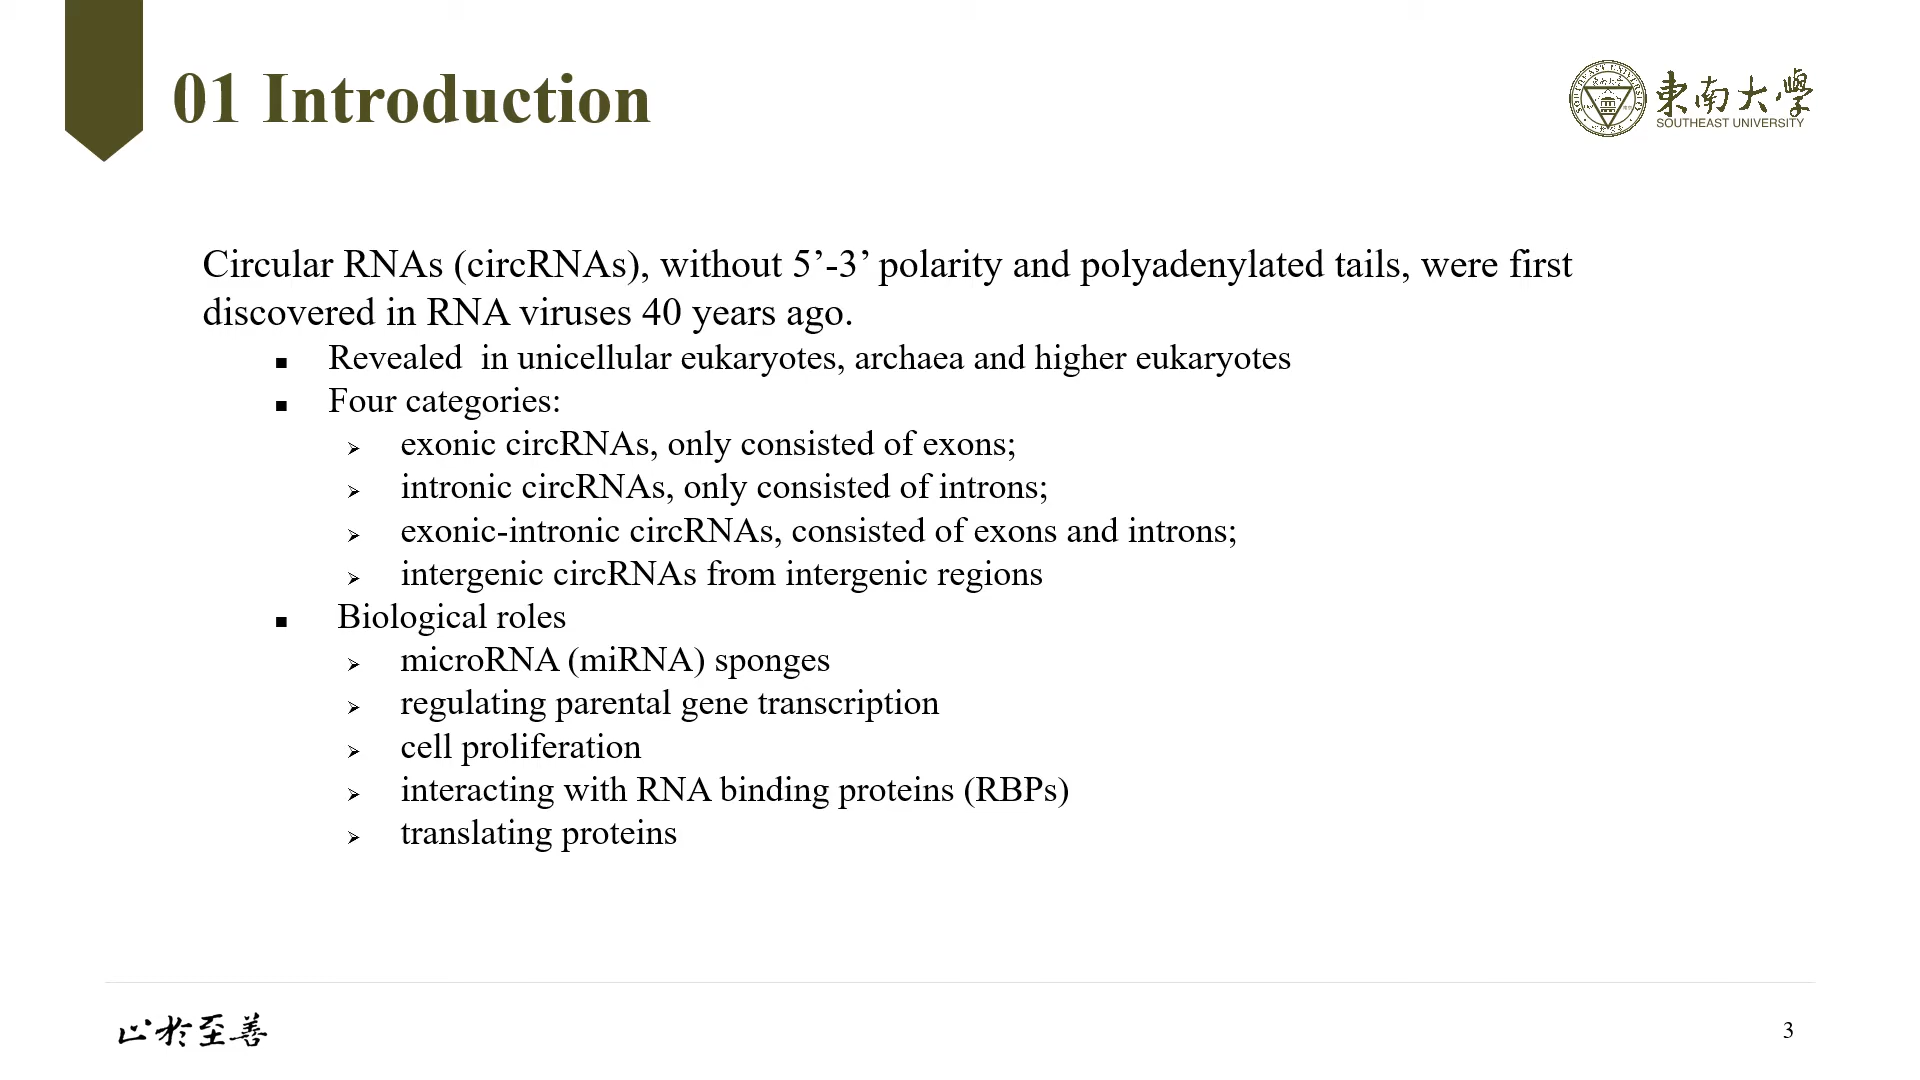 01 Introduction
東南大學
SOUTHEAST UNIVERSITY
Circular RNAs (circRNAs), without 5’-3’ polarity and polyadenylated tails, were first
discovered in RNA viruses 40 years ago.
■ Revealed  in unicellular eukaryotes, archaea and higher eukaryotes
■ Four categories:
➢ exonic circRNAs, only consisted of exons;
➢ intronic circRNAs, only consisted of introns;
➢ exonic-intronic circRNAs, consisted of exons and introns;
➢ intergenic circRNAs from intergenic regions
■ Biological roles
➢ microRNA (miRNA) sponges
➢ regulating parental gene transcription
➢ cell proliferation
➢ interacting with RNA binding proteins (RBPs)
➢ translating proteins
止於至善
3